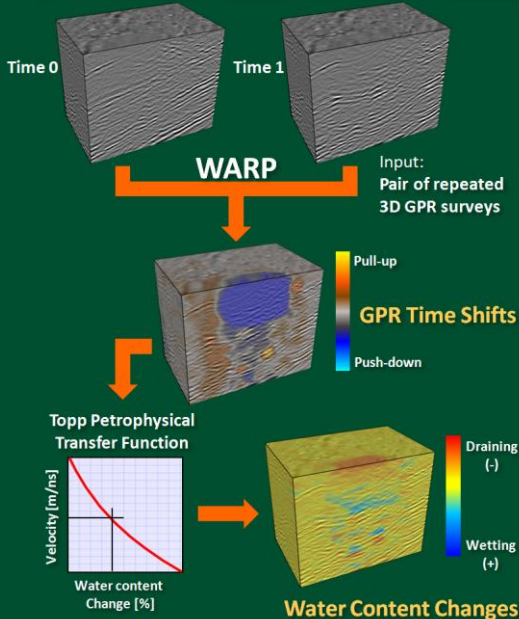 Time 0
Time 1
WARP
Input:
Pair of repeated
3D GPR surveys
Pull-up
GPR Time Shifts
Push-down
Topp Petrophysical
Transfer Function
Velocity [m/ns]
Water content
Change [%]
Draining
(-)
Wetting
(+)
Water Content Changes